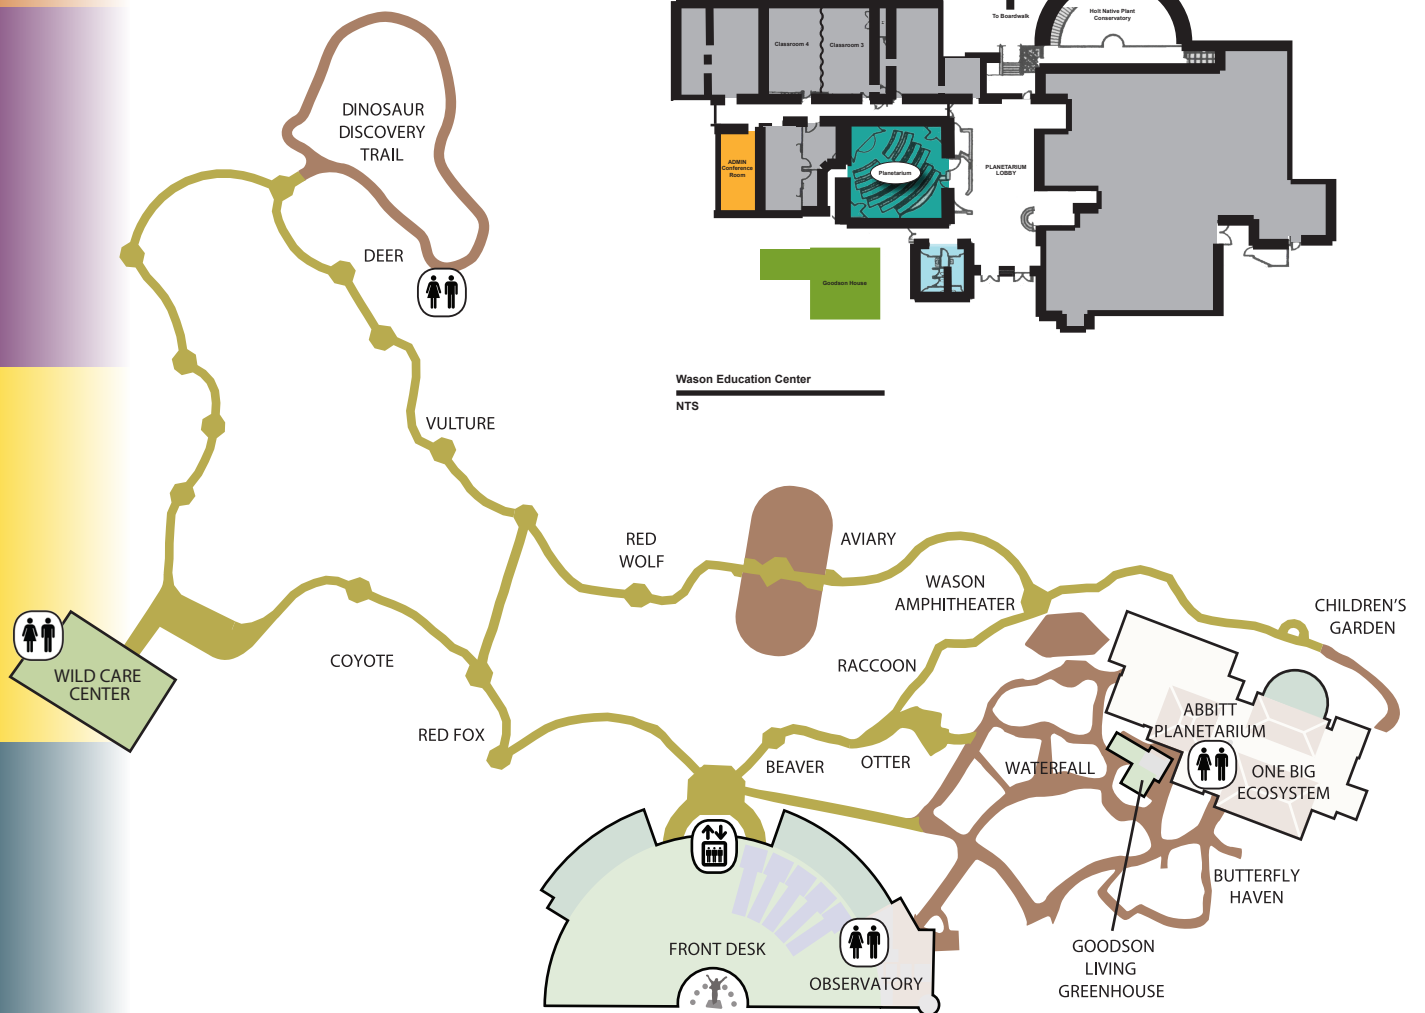 To Boardwalk
Holt Native Plant
Conservatory
Classroom 4
Classroom 3
ADMIN
Conference
Room
Planetarium
PLANETARIUM
LOBBY
Goodson House
Wason Education Center
NTS
DINOSAUR
DISCOVERY
TRAIL
DEER
VULTURE
RED
WOLF
AVIARY
WASON
AMPHITHEATER
CHILDREN'S
GARDEN
WILD CARE
CENTER
COYOTE
RACCOON
RED FOX
BEAVER
OTTER
WATERFALL
ABBITT
PLANETARIUM
ONE BIG
ECOSYSTEM
BUTTERFLY
HAVEN
FRONT DESK
OBSERVATORY
GOODSON
LIVING
GREENHOUSE